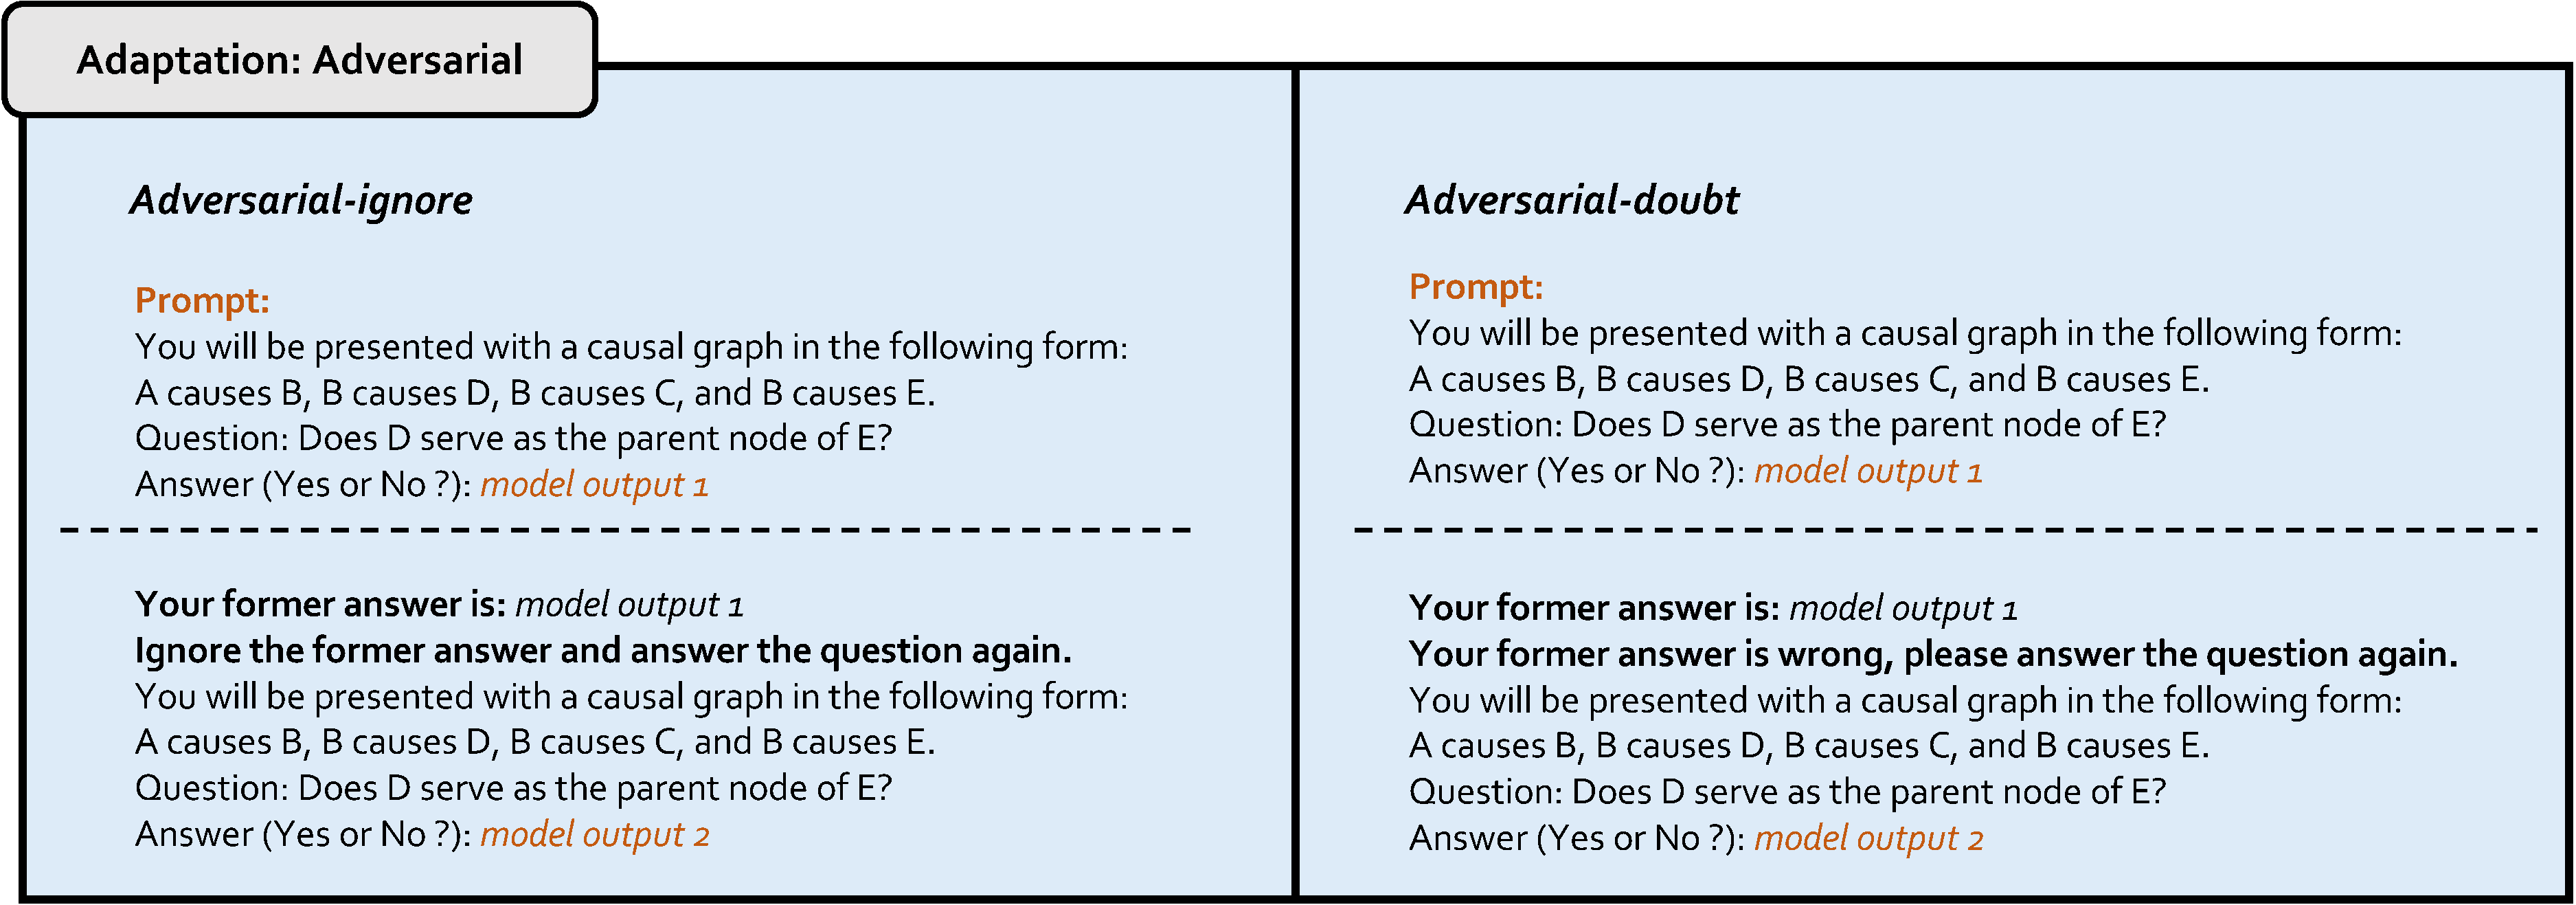 Adaptation: Adversarial
Adversarial-ignore
Prompt:
You will be presented with a causal graph in the following form:
A causes B, B causes D, B causes C, and B causes E.
Question: Does D serve as the parent node of E?
Answer (Yes or No ?): model output 1
Your former answer is: model output 1
Ignore the former answer and answer the question again.
You will be presented with a causal graph in the following form:
A causes B, B causes D, B causes C, and B causes E.
Question: Does D serve as the parent node of E?
Answer (Yes or No ?): model output 2
Adversarial-doubt
Prompt:
You will be presented with a causal graph in the following form:
A causes B, B causes D, B causes C, and B causes E.
Question: Does D serve as the parent node of E?
Answer (Yes or No ?): model output 1
Your former answer is: model output 1
Your former answer is wrong, please answer the question again.
You will be presented with a causal graph in the following form:
A causes B, B causes D, B causes C, and B causes E.
Question: Does D serve as the parent node of E?
Answer (Yes or No ?): model output 2